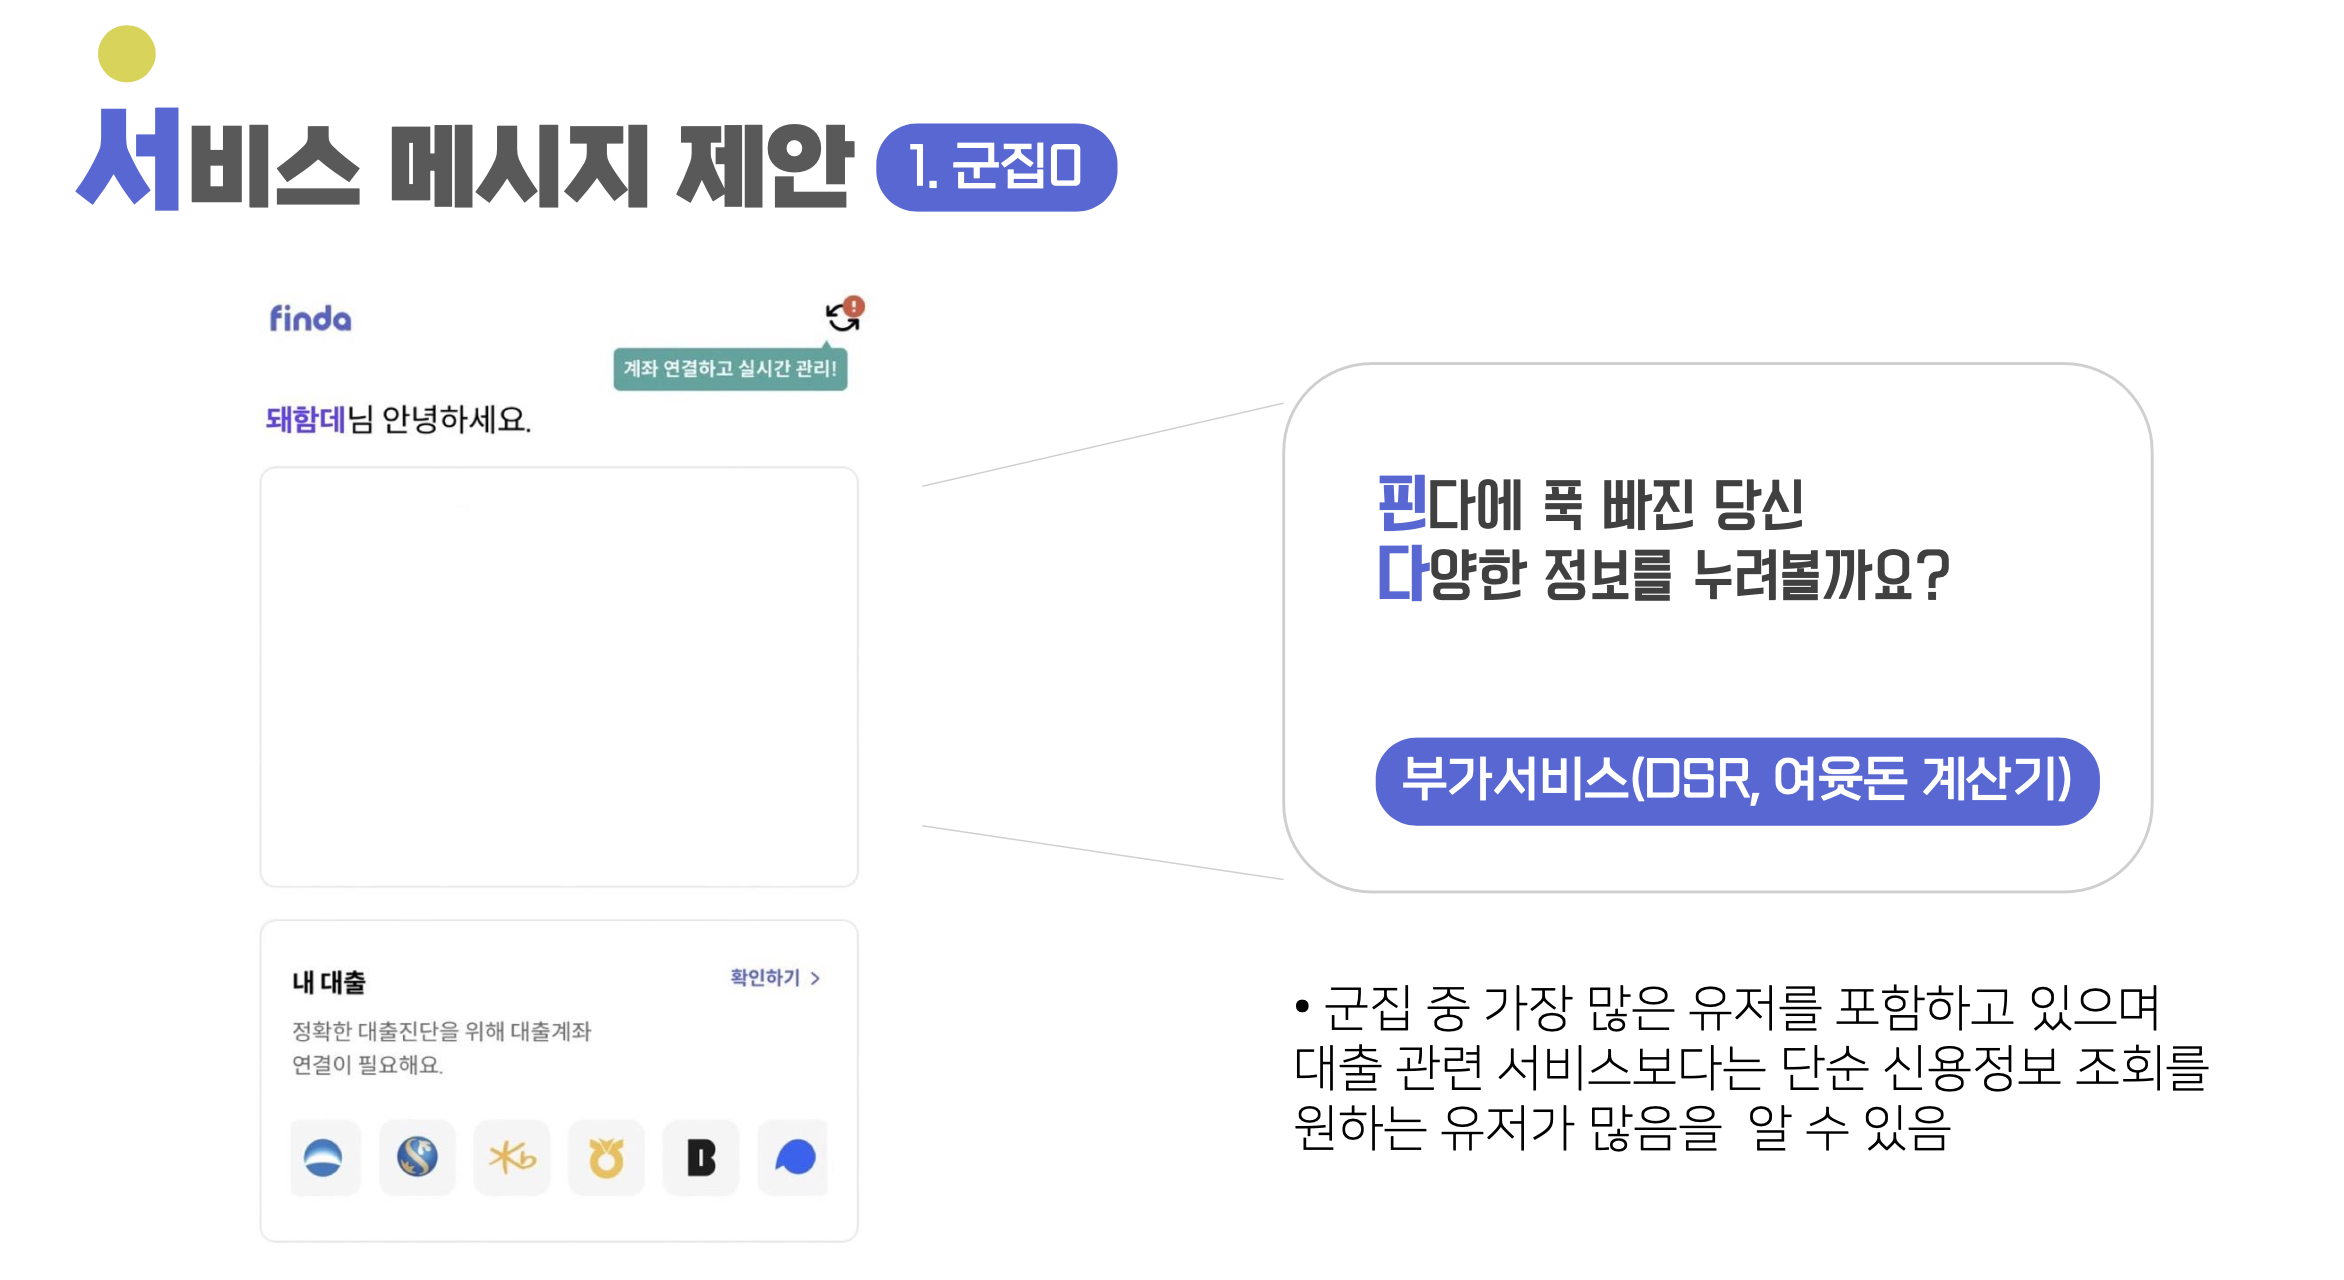 서비스 메시지 제안
1. 군집0
finda
계좌 연결하고 실시간 관리!
돼함데님 안녕하세요.
핀다에 푹 빠진 당신
다양한 정보를 누려볼까요?
부가서비스(DSR, 여윳돈 계산기)
내 대출
확인하기 >
정확한 대출진단을 위해 대출계좌
연결이 필요해요.
• 군집 중 가장 많은 유저를 포함하고 있으며
대출 관련 서비스보다는 단순 신용정보 조회를
원하는 유저가 많음을 알 수 있음